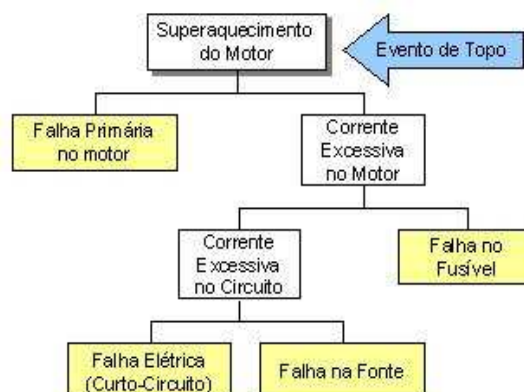 Superaquecimento
do Motor
Evento de Topo
Falha Primária
no motor
Corrente
Excessiva
no Motor
Corrente
Excessiva
no Circuito
Falha no
Fusível
Falha Elétrica
(Curto-Circuito)
Falha na Fonte